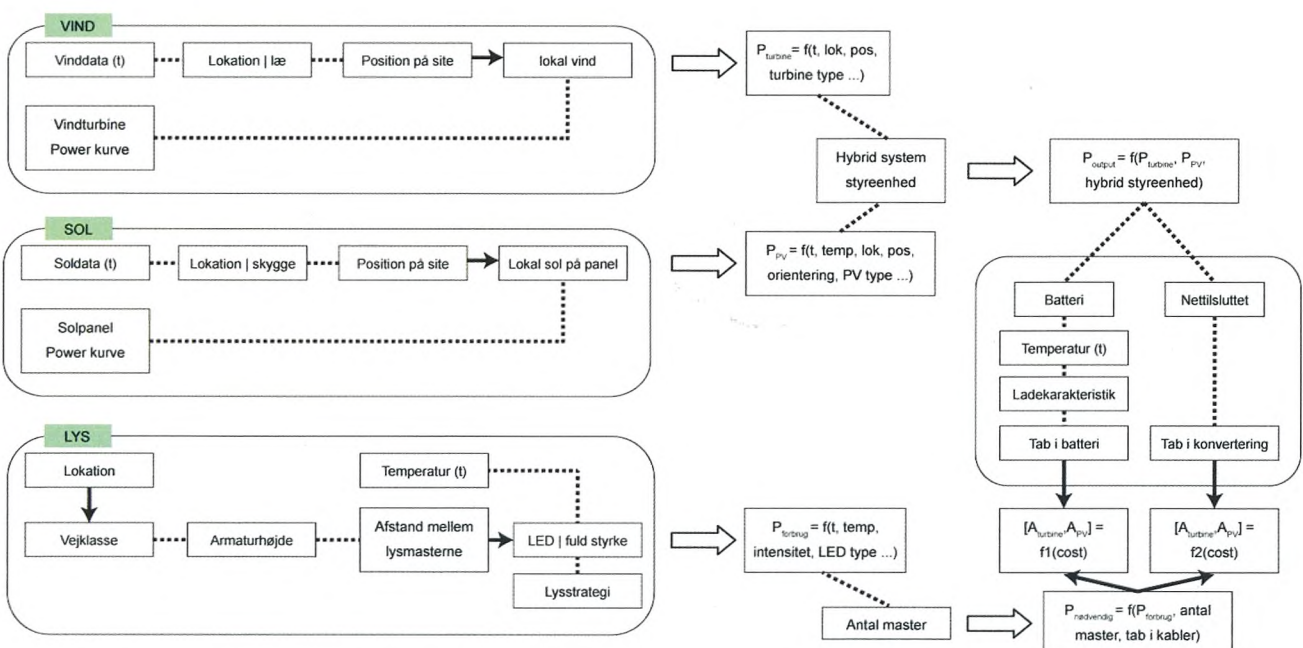 VIND
Vinddata (t)
Lokation | læ
Position på site
lokal vind
Vindturbine
Power kurve
P_turbine = f(t, lok, pos,
turbine type ...)
Hybrid system
styreenhed
P_output = f(P_turbine, P_PV,
hybrid styreenhed)
SOL
Soldata (t)
Lokation | skygge
Position på site
Lokal sol på panel
Solpanel
Power kurve
P_PV = f(t, temp, lok, pos,
orientering, PV type ...)
Batteri
Nettilsluttet
Temperatur (t)
Ladekarakteristik
Tab i batteri
Tab i konvertering
LYS
Lokation
Temperatur (t)
Vejklasse
Armaturhøjde
Afstand mellem
lysmasterne
LED | fuld styrke
Lysstrategi
P_forbrug = f(t, temp,
intensitet, LED type ...)
[A_turbine, A_PV] =
f1(cost)
[A_turbine, A_PV] =
f2(cost)
Antal master
P_nødvendig = f(P_forbrug, antal
master, tab i kabler)